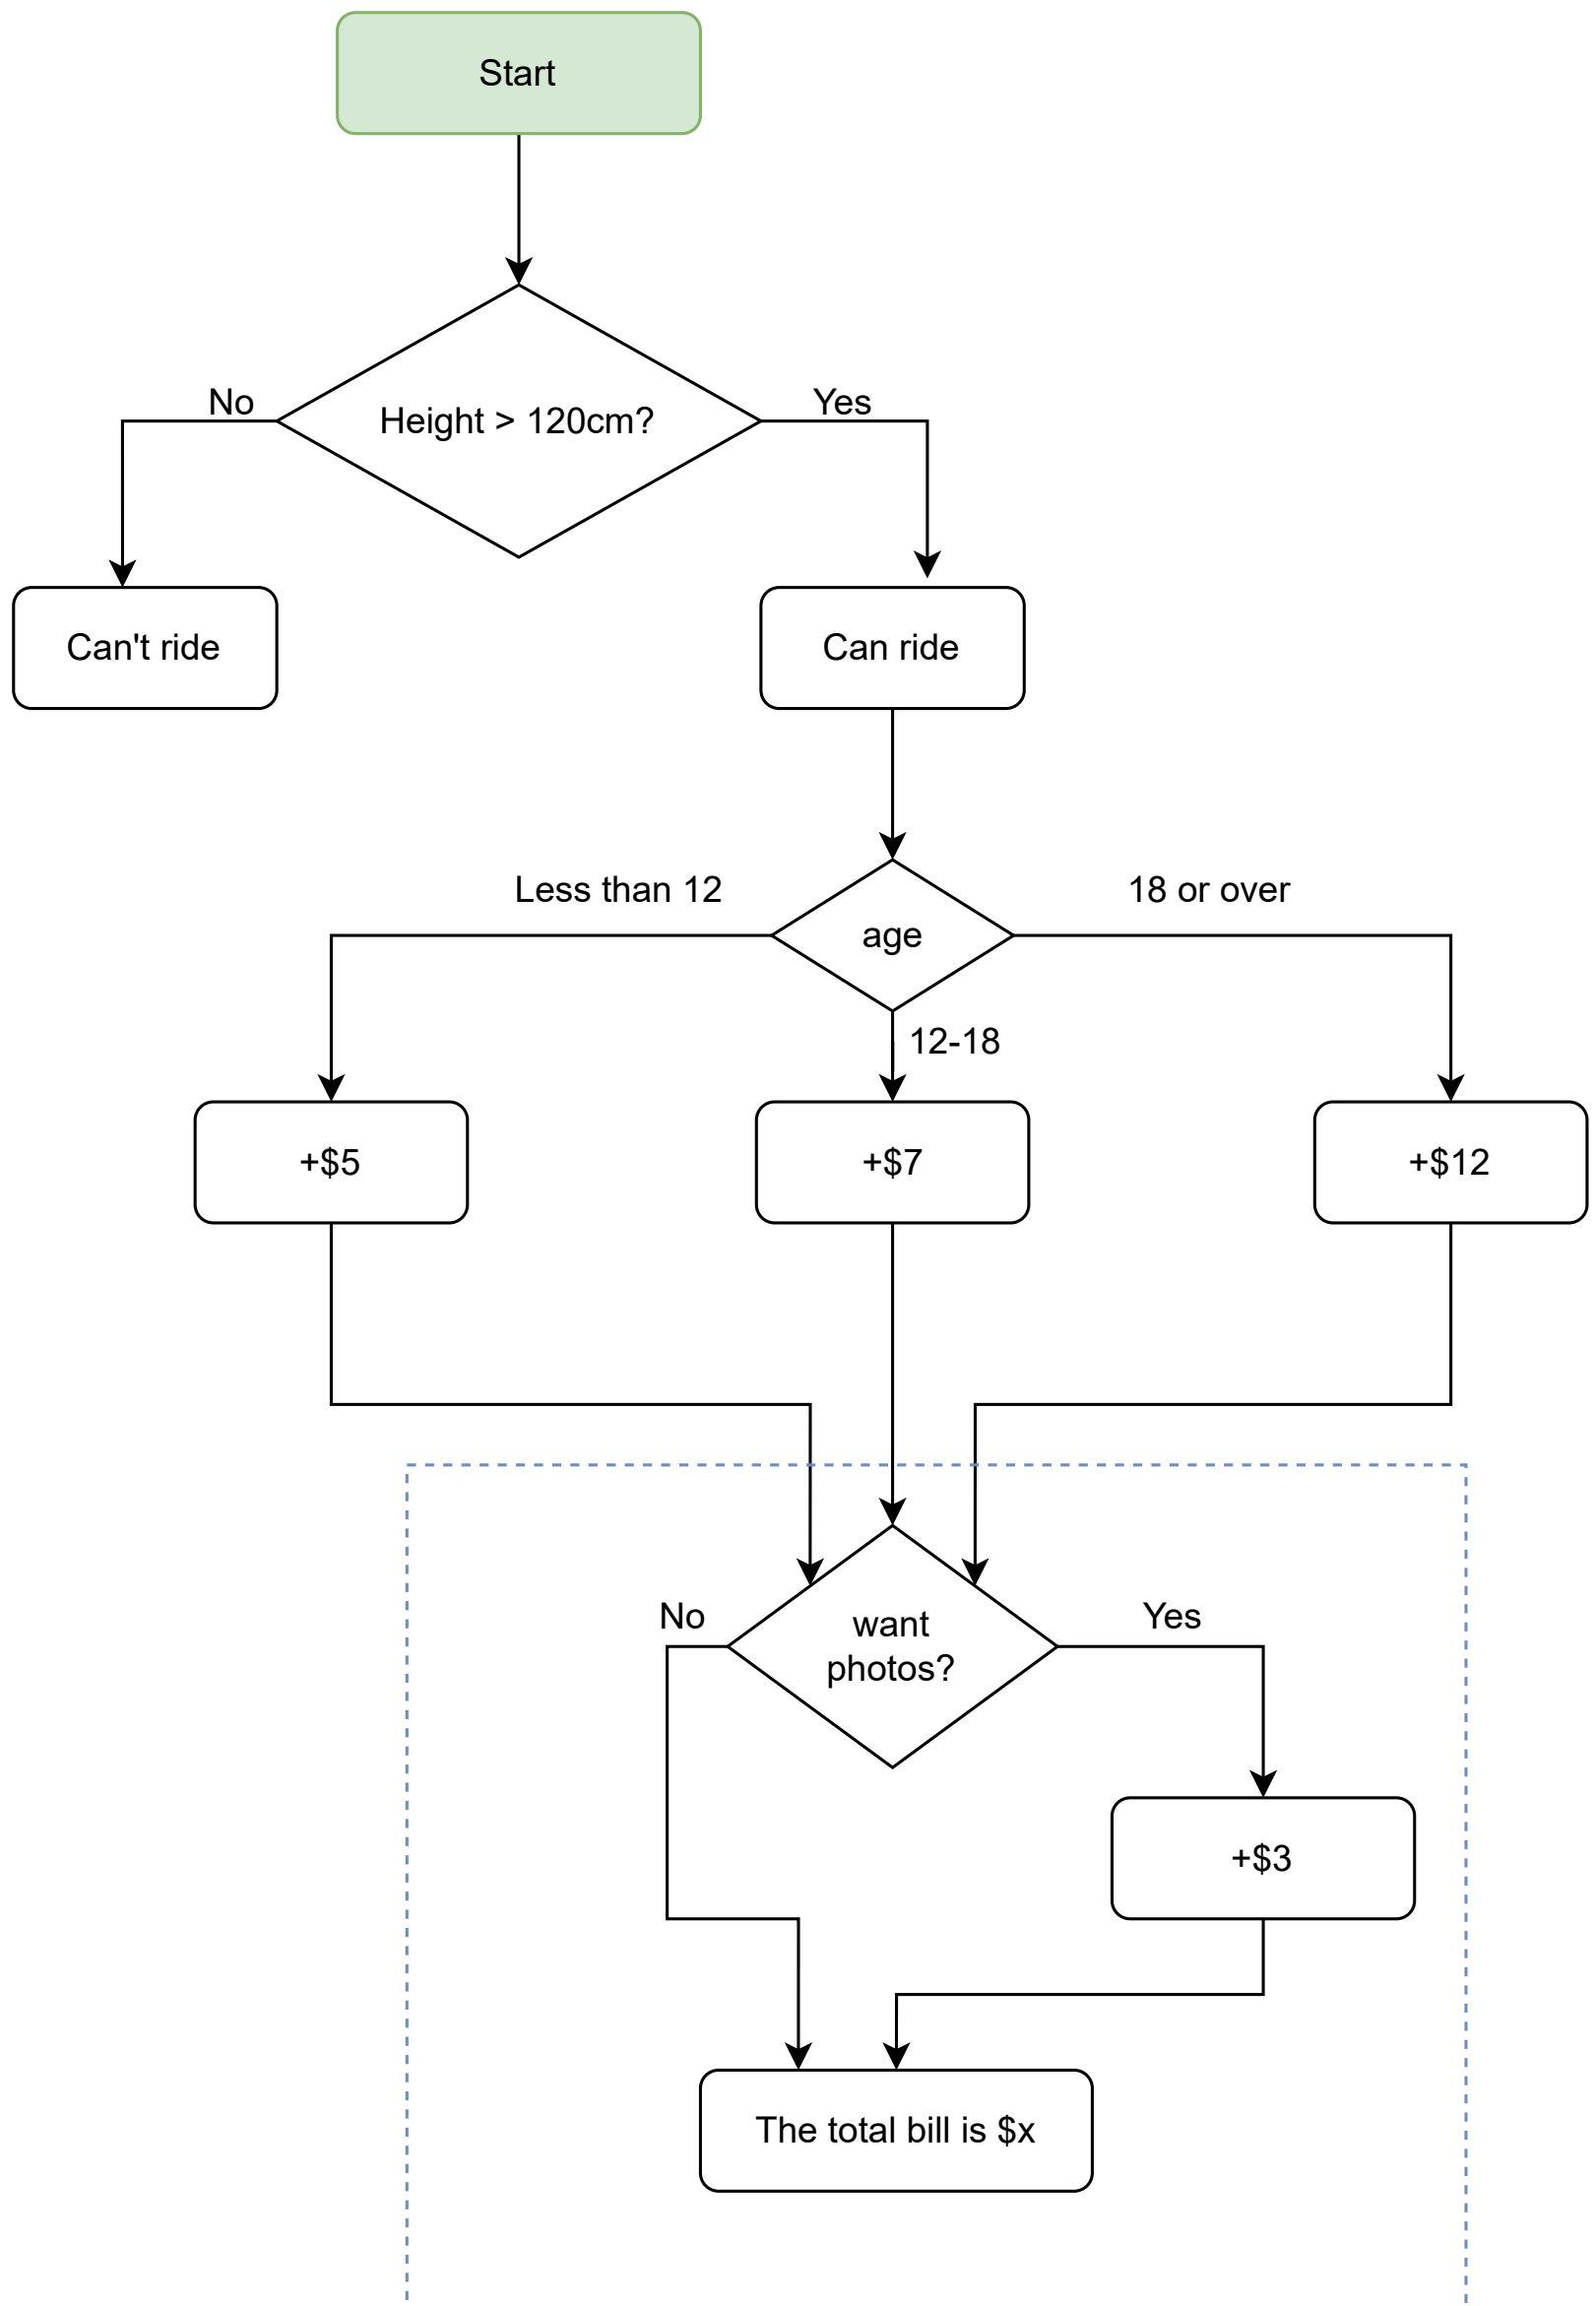 Start
Height > 120cm?
No
Yes
Can't ride
Can ride
Less than 12
age
18 or over
12-18
+$5
+$7
+$12
want
photos?
No
Yes
+$3
The total bill is $x